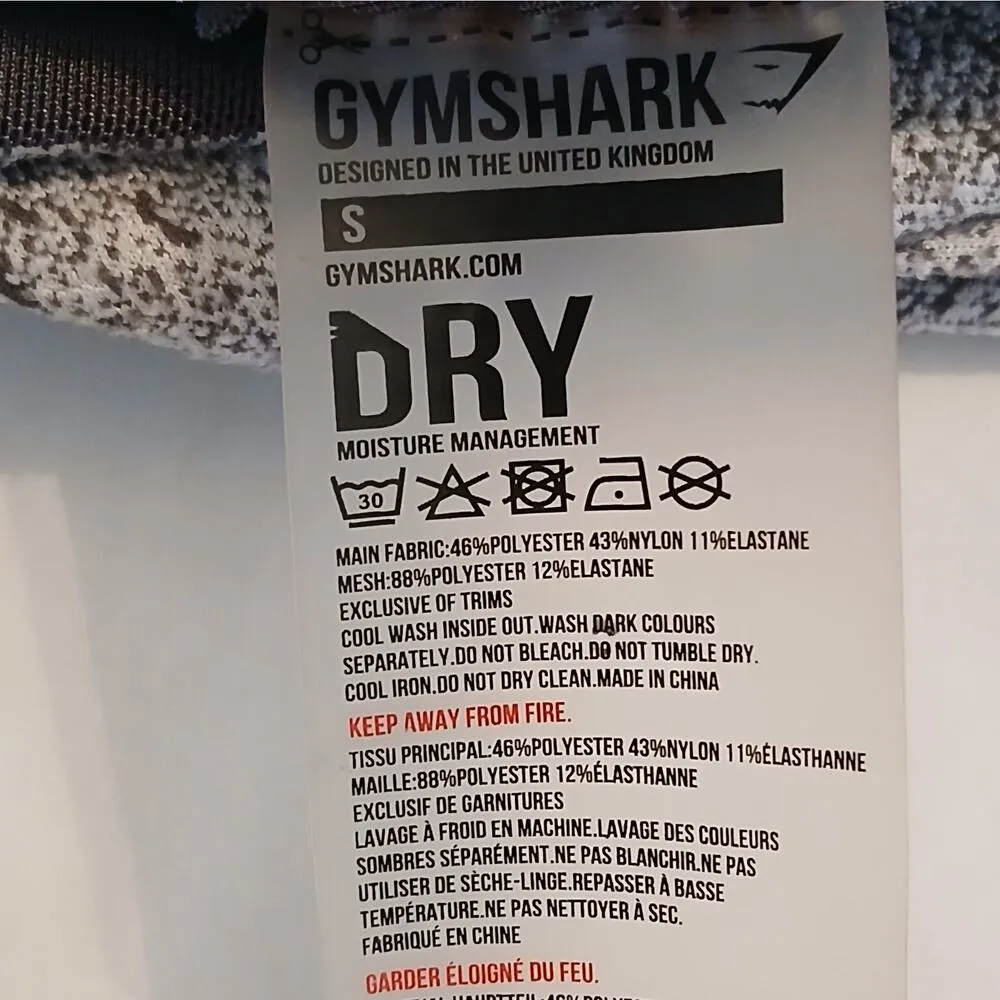 GYMSHARK
DESIGNED IN THE UNITED KINGDOM
S
GYMSHARK.COM
DRY
MOISTURE MANAGEMENT
30
MAIN FABRIC:46%POLYESTER 43%NYLON 11%ELASTANE
MESH:88%POLYESTER 12%ELASTANE
EXCLUSIVE OF TRIMS
COOL WASH INSIDE OUT.WASH DARK COLOURS
SEPARATELY.DO NOT BLEACH.DO NOT TUMBLE DRY.
COOL IRON.DO NOT DRY CLEAN.MADE IN CHINA
KEEP AWAY FROM FIRE.
TISSU PRINCIPAL:46%POLYESTER 43%NYLON 11%ÉLASTHANNE
MAILLE:88%POLYESTER 12%ÉLASTHANNE
EXCLUSIF DE GARNITURES
LAVAGE À FROID EN MACHINE.LAVAGE DES COULEURS
SOMBRES SÉPARÉMENT.NE PAS BLANCHIR.NE PAS
UTILISER DE SÈCHE-LINGE.REPASSER À BASSE
TEMPÉRATURE.NE PAS NETTOYER À SEC.
FABRIQUÉ EN CHINE
GARDER ÉLOIGNÉ DU FEU.